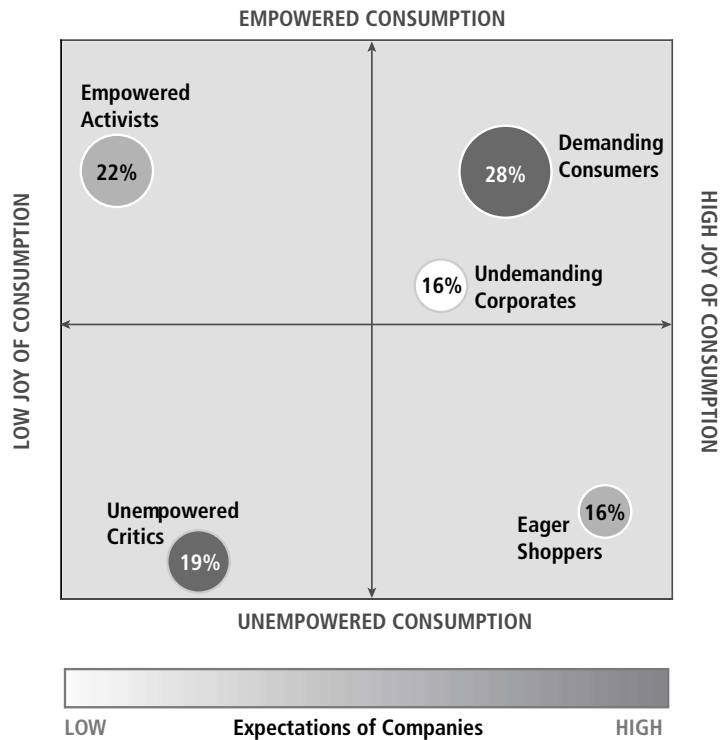 EMPOWERED CONSUMPTION
Empowered
Activists
22%
Demanding
Consumers
28%
LOW JOY OF CONSUMPTION
HIGH JOY OF CONSUMPTION
16%
Undemanding
Corporates
Unempowered
Critics
19%
16%
Eager
Shoppers
UNEMPOWERED CONSUMPTION
LOW
Expectations of Companies
HIGH